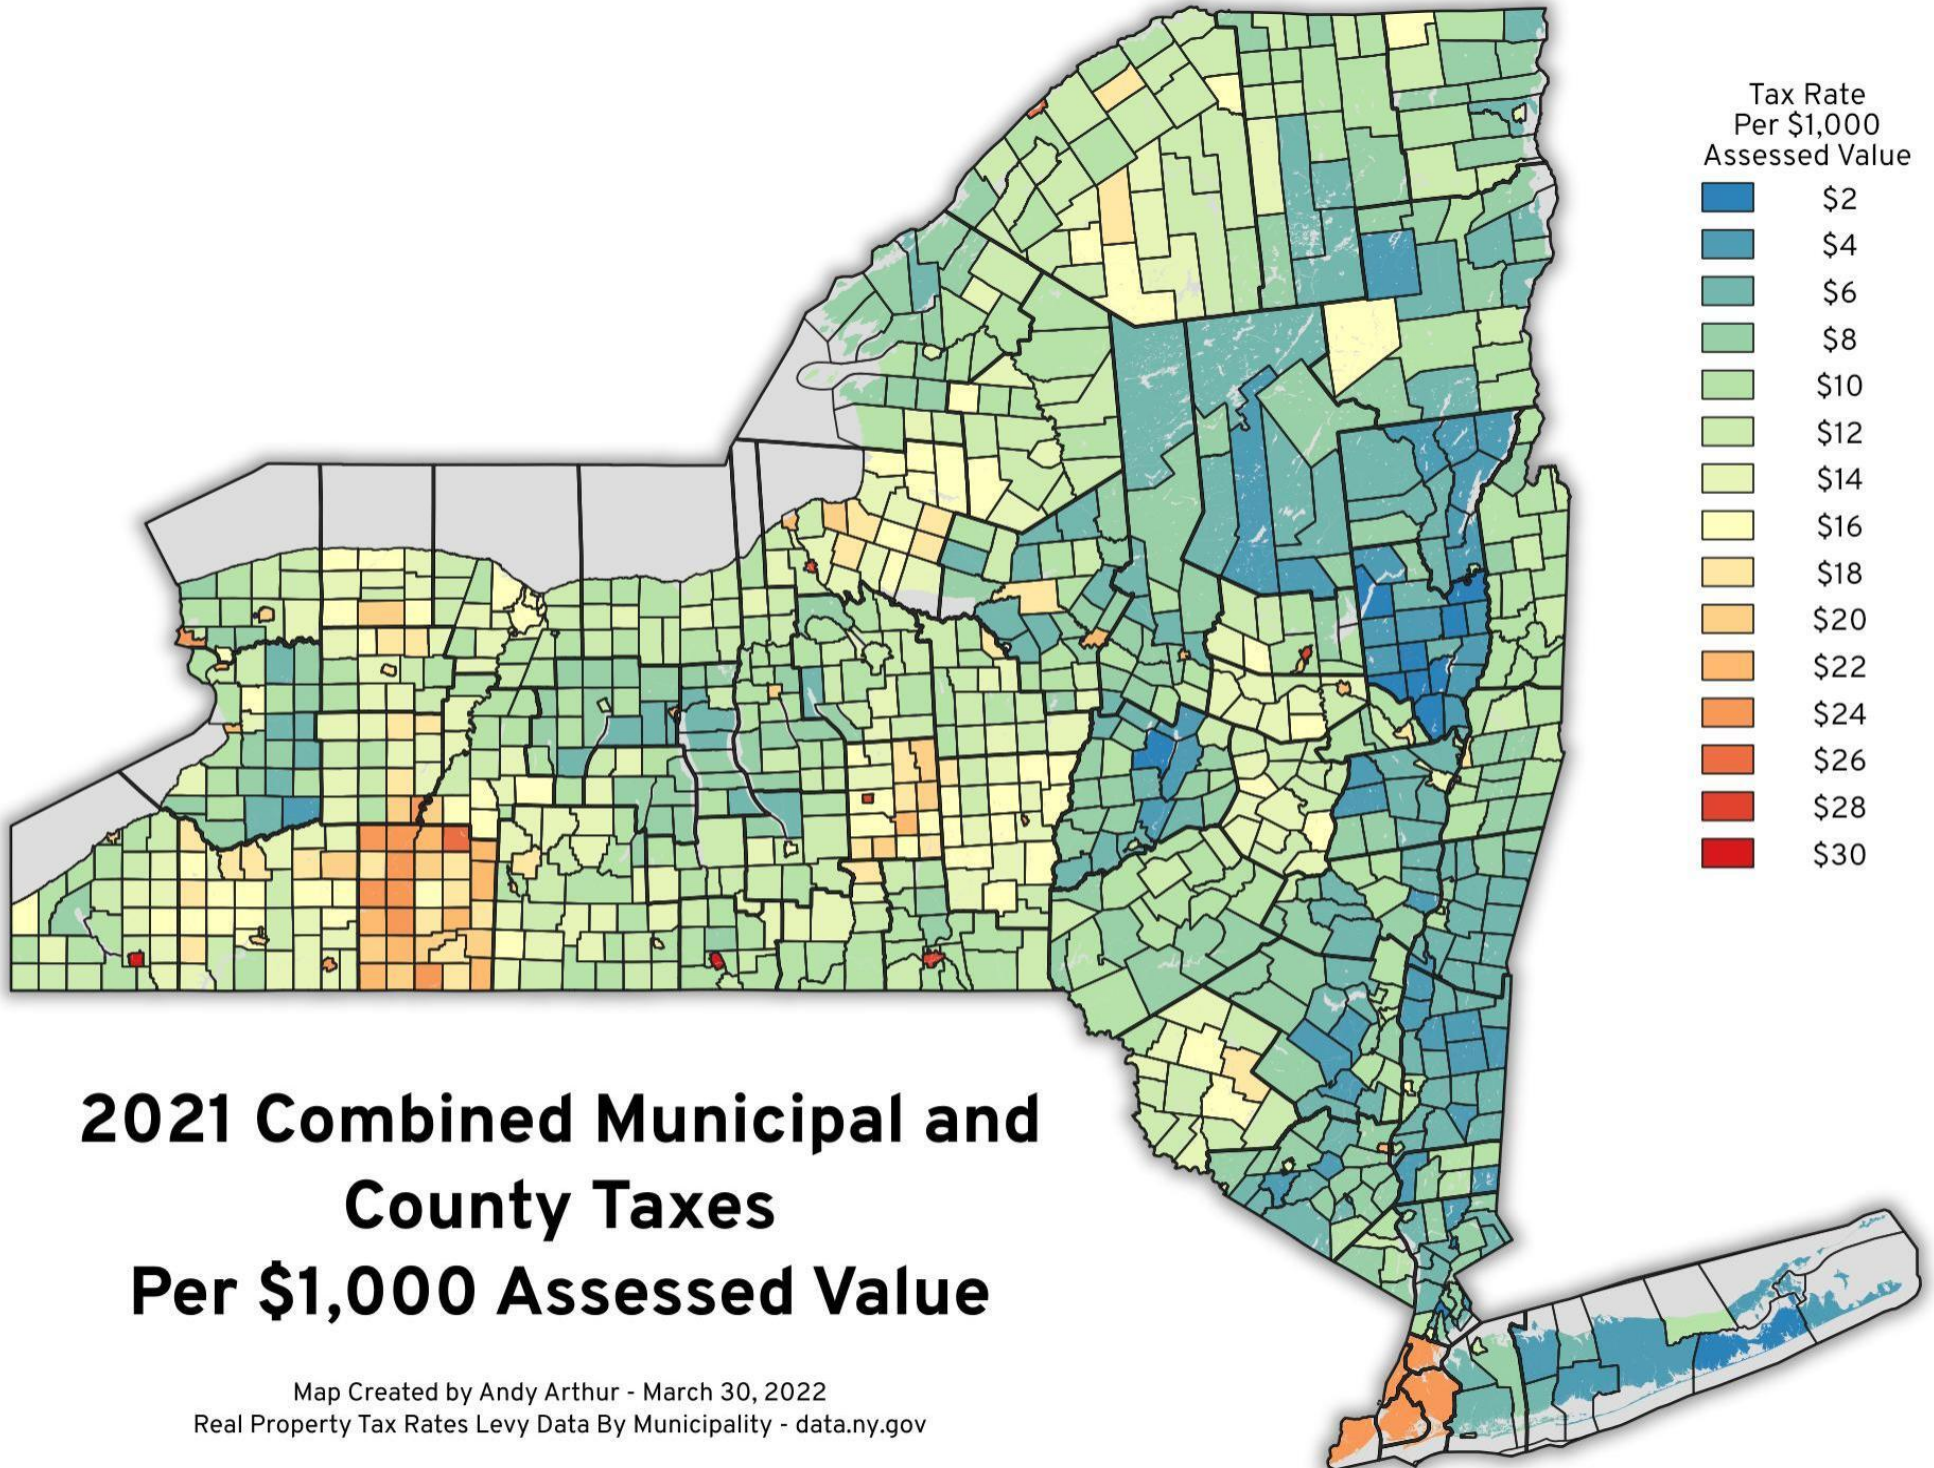 Tax Rate
Per $1,000
Assessed Value
$2
$4
$6
$8
$10
$12
$14
$16
$18
$20
$22
$24
$26
$28
$30
2021 Combined Municipal and
County Taxes
Per $1,000 Assessed Value
Map Created by Andy Arthur - March 30, 2022
Real Property Tax Rates Levy Data By Municipality - data.ny.gov